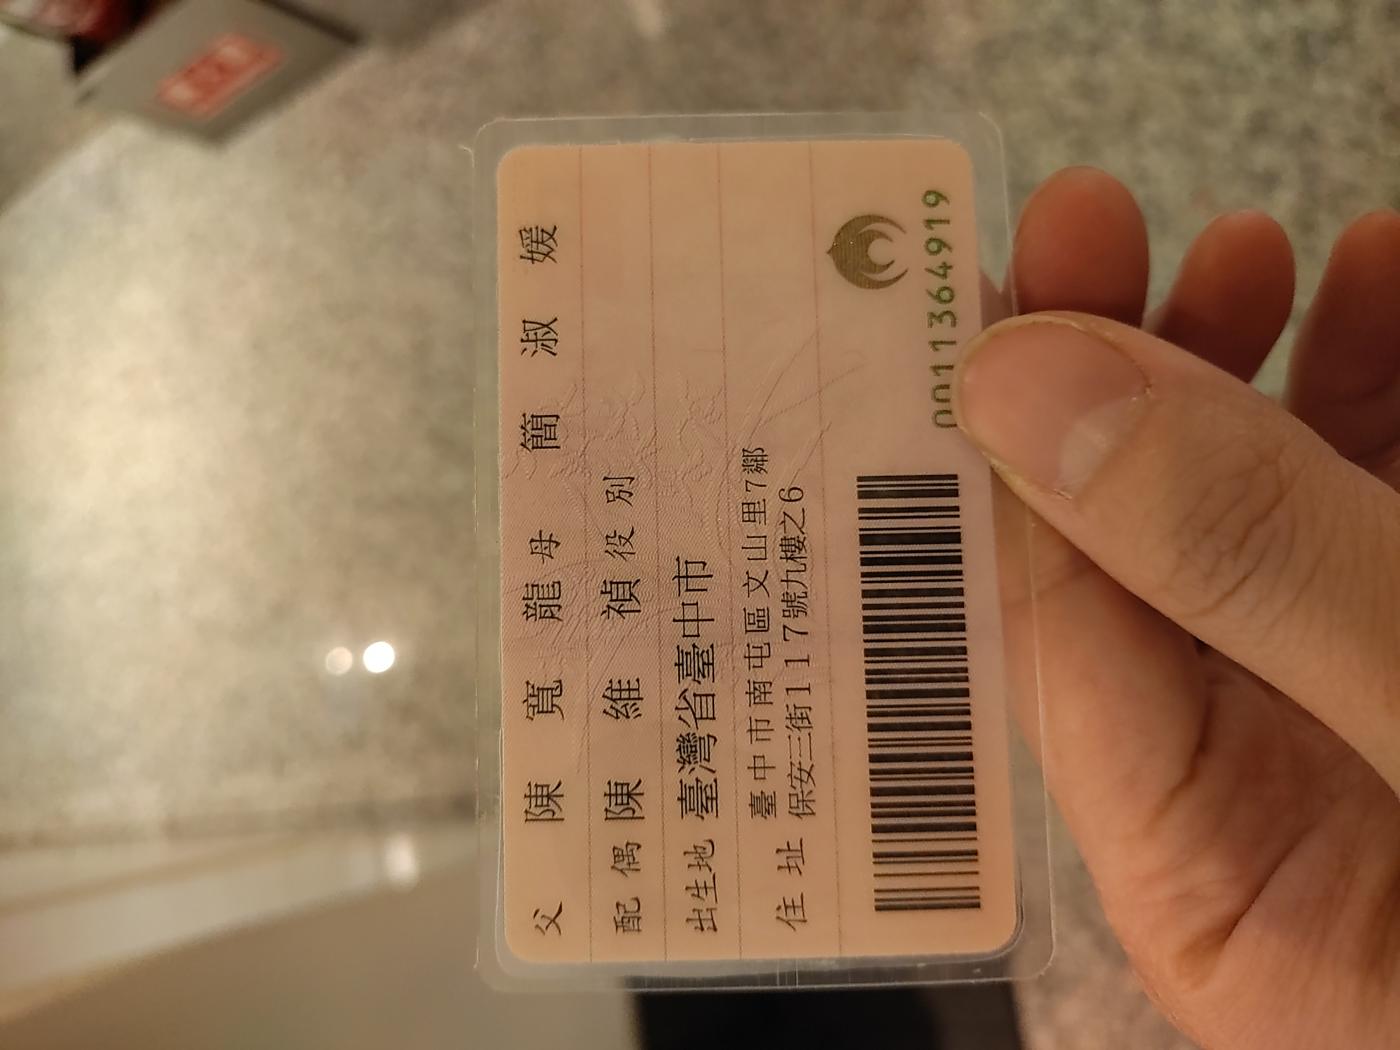 父 陳寬龍 母 簡淑媛
配偶 陳維禎 役別
出生地 臺灣省臺中市
住址 臺中市南屯區文山里7鄰
保安三街117號九樓之6
0011364919